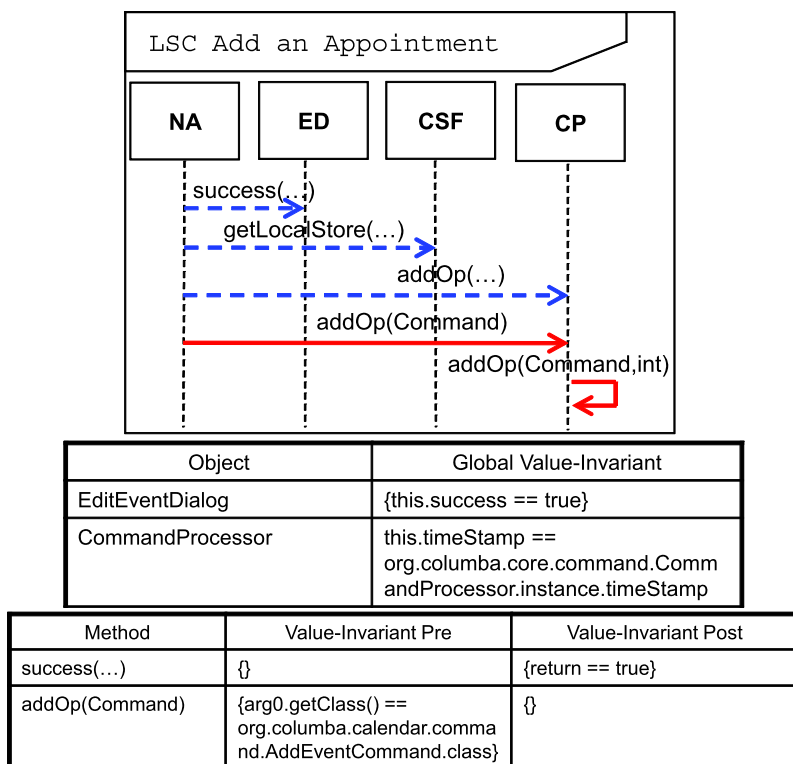 LSC Add an Appointment
NA ED CSF CP
success(…)
getLocalStore(…)
addOp(…)
addOp(Command)
addOp(Command,int)
Object Global Value-Invariant
EditEventDialog {this.success == true}
CommandProcessor this.timeStamp ==
org.columba.core.command.Comm
andProcessor.instance.timeStamp
Method Value-Invariant Pre Value-Invariant Post
success(…) {} {return == true}
addOp(Command) {arg0.getClass() == {}
org.columba.calendar.comma
nd.AddEventCommand.class}